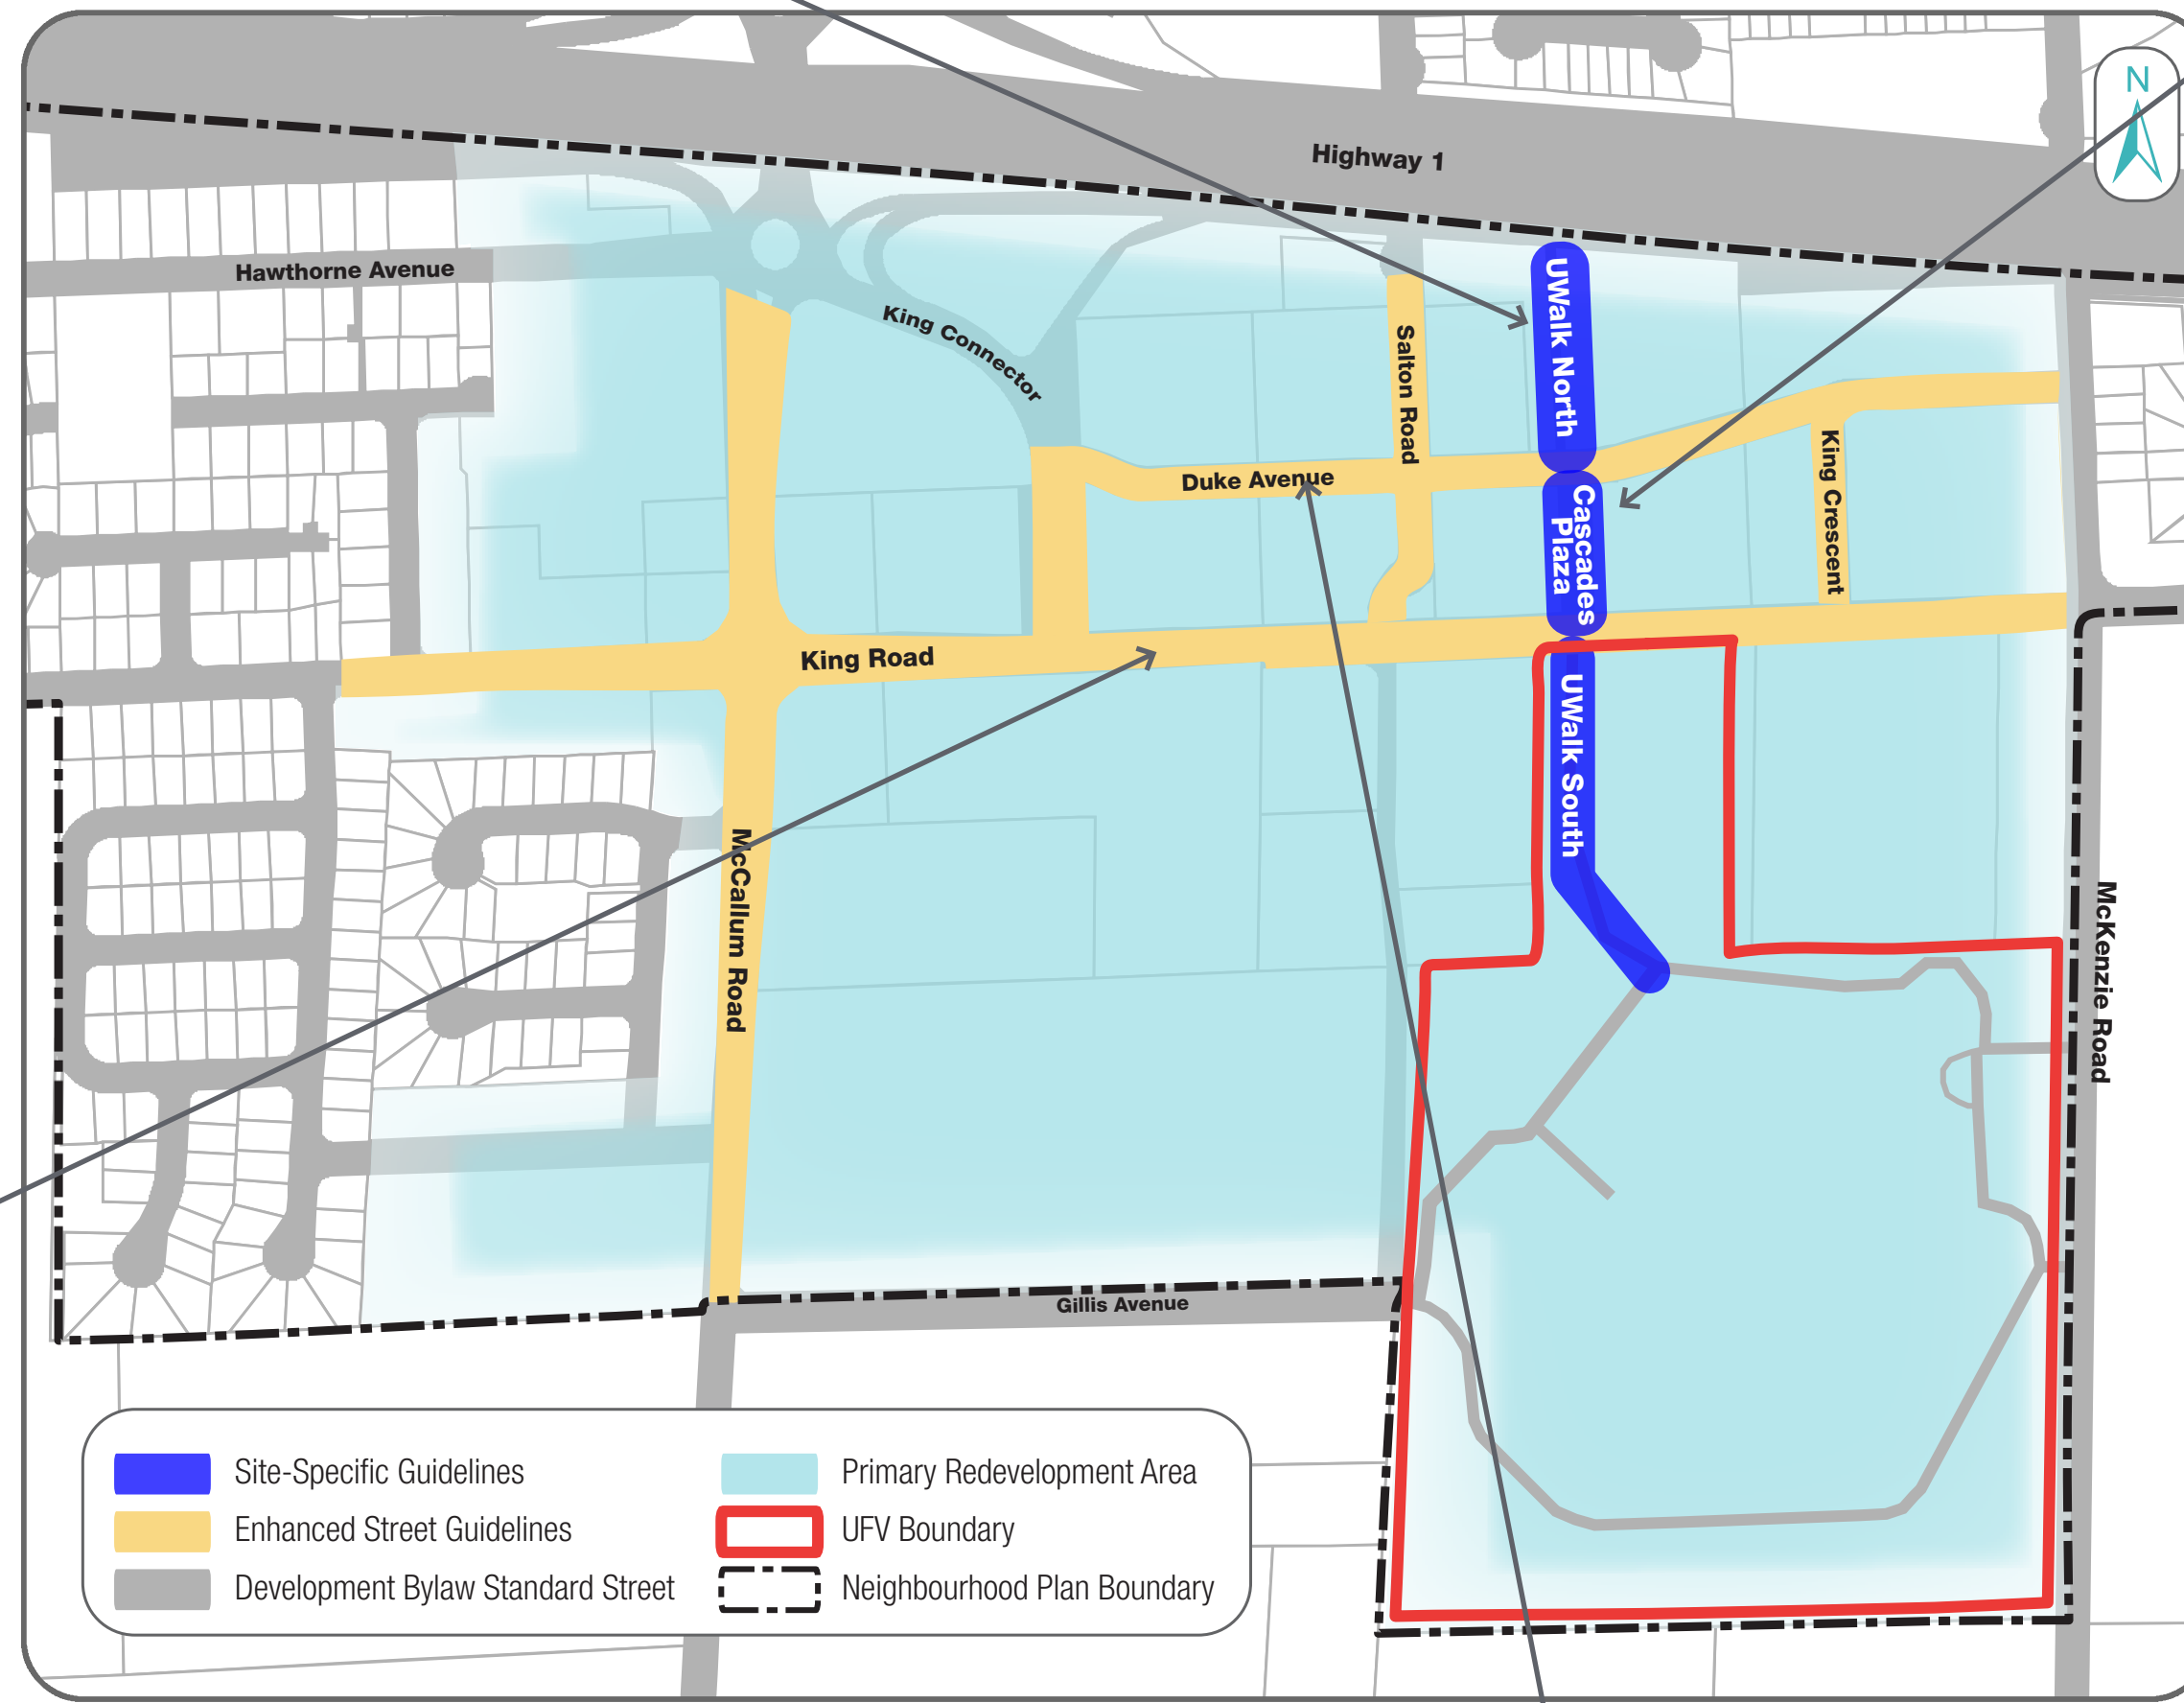 N
Highway 1
Hawthorne Avenue
King Connector
UWalk North
Salton Road
Duke Avenue
King Crescent
Cascades
Plaza
King Road
UWalk South
McCallum Road
McKenzie Road
Gillis Avenue
Site-Specific Guidelines
Enhanced Street Guidelines
Development Bylaw Standard Street
Primary Redevelopment Area
UFV Boundary
Neighbourhood Plan Boundary